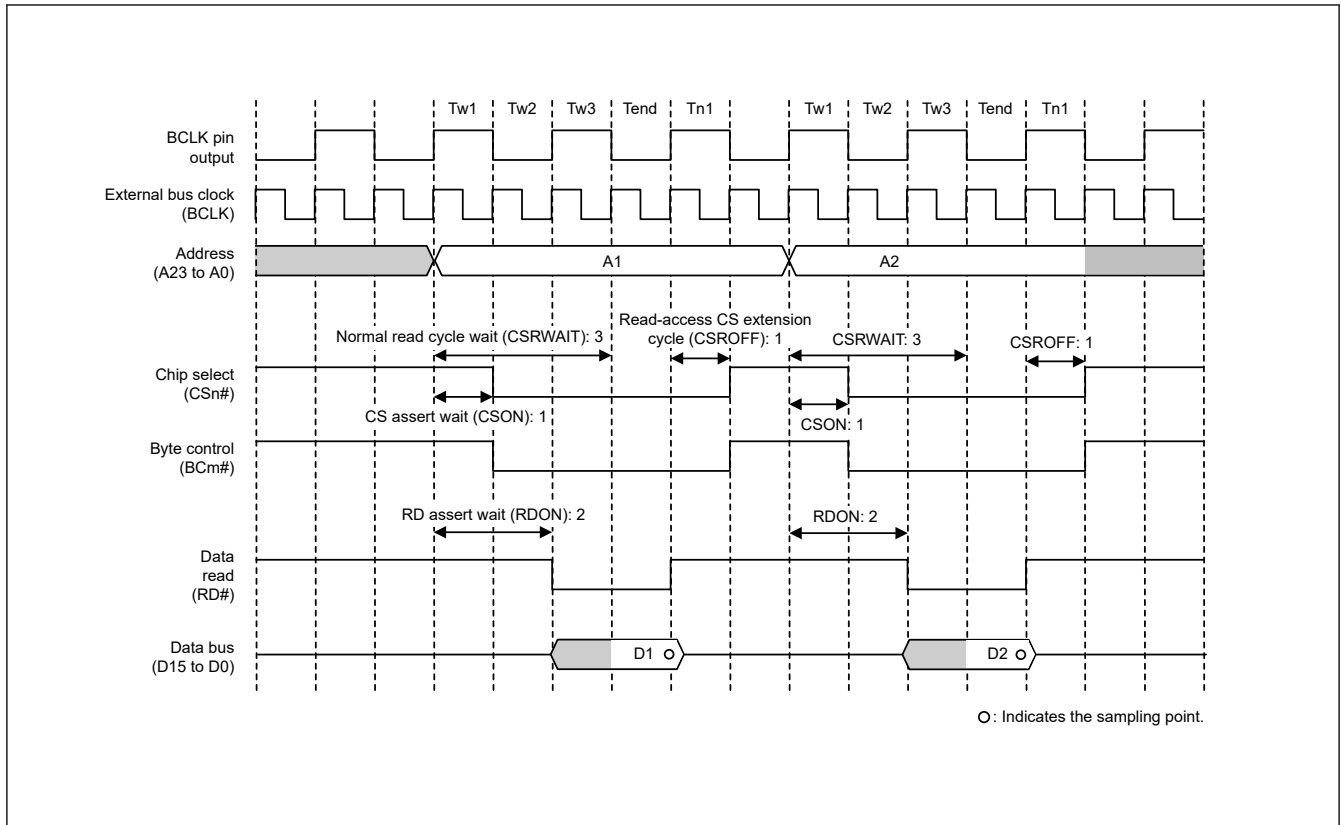 Tw1 Tw2 Tw3 Tend Tn1 Tw1 Tw2 Tw3 Tend Tn1
BCLK pin
output
External bus clock
(BCLK)
Address
(A23 to A0)
A1 A2
Normal read cycle wait (CSRWAIT): 3
Read-access CS extension
cycle (CSROFF): 1
CSRWAIT: 3
CSROFF: 1
Chip select
(CSn#)
CS assert wait (CSON): 1
CSON: 1
Byte control
(BCm#)
RD assert wait (RDON): 2
RDON: 2
Data
read
(RD#)
Data bus
(D15 to D0)
D1 D2
: Indicates the sampling point.